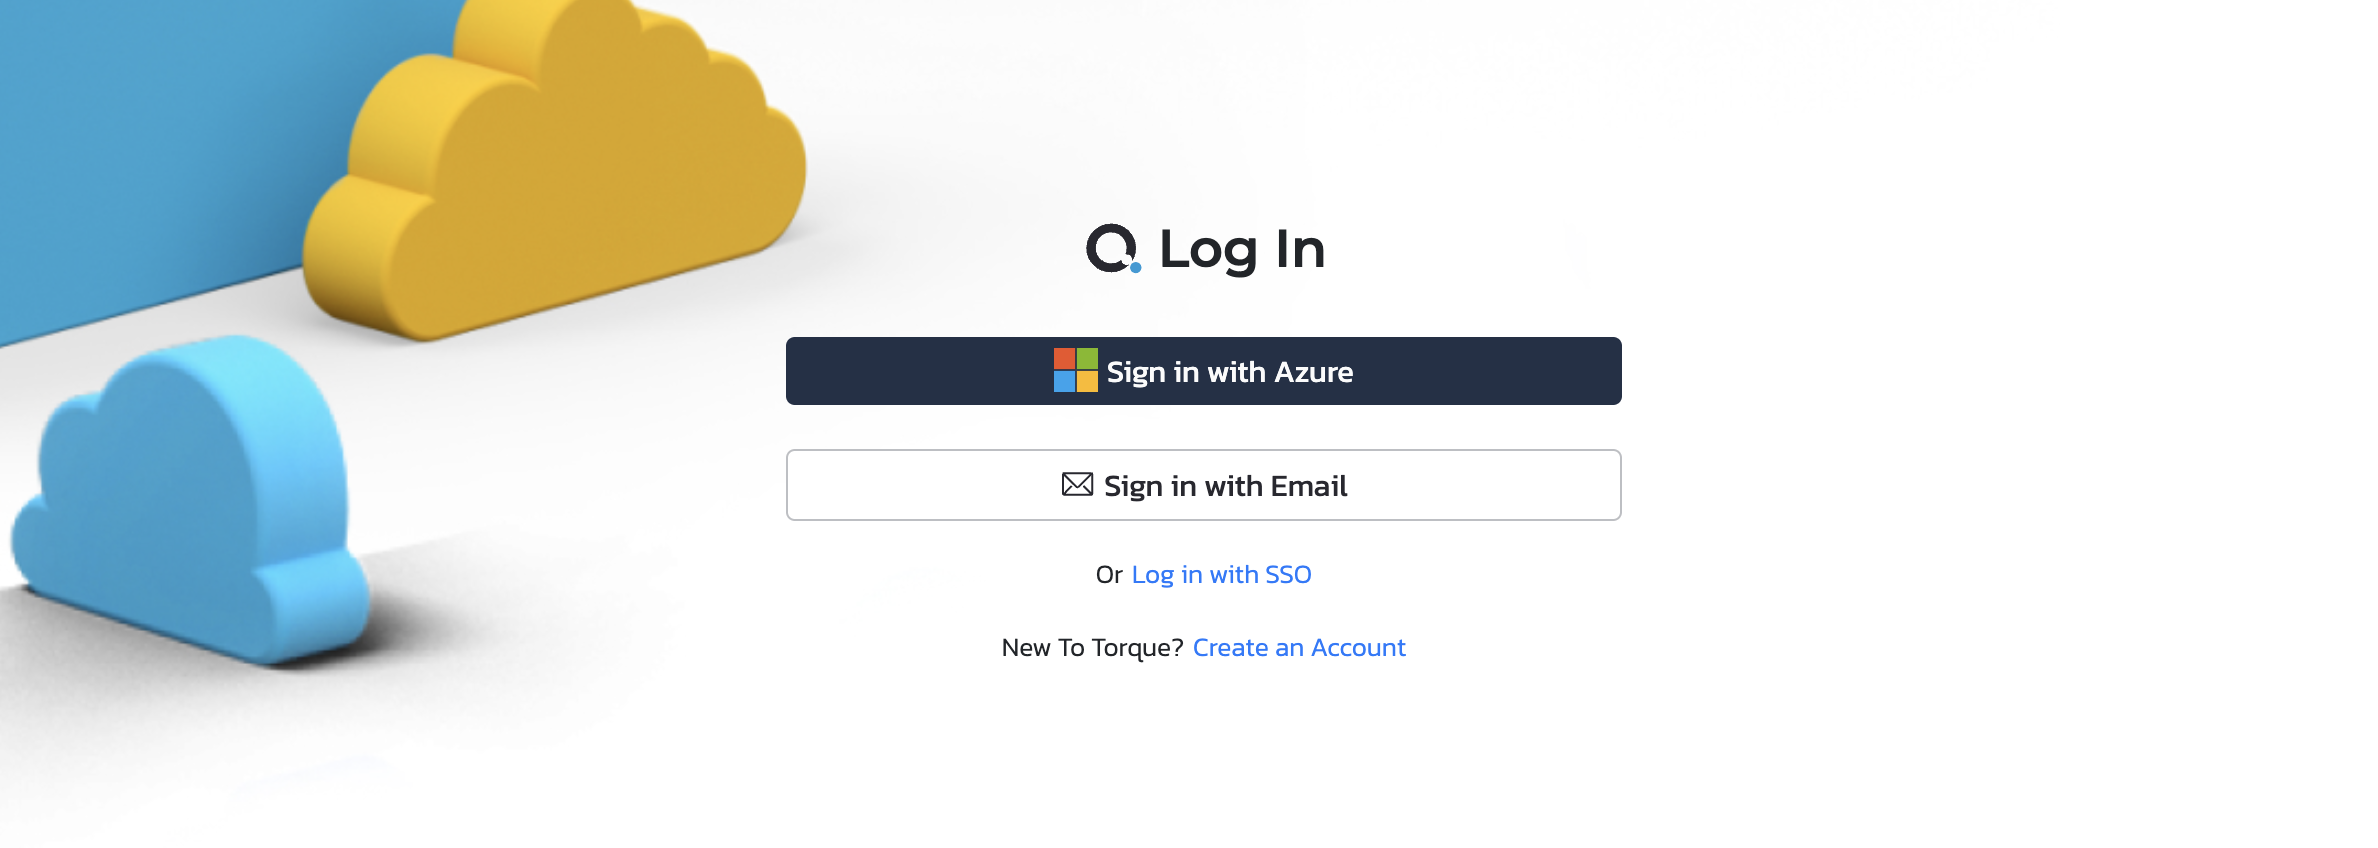 Log In
Sign in with Azure
Sign in with Email
Or Log in with SSO
New To Torque? Create an Account